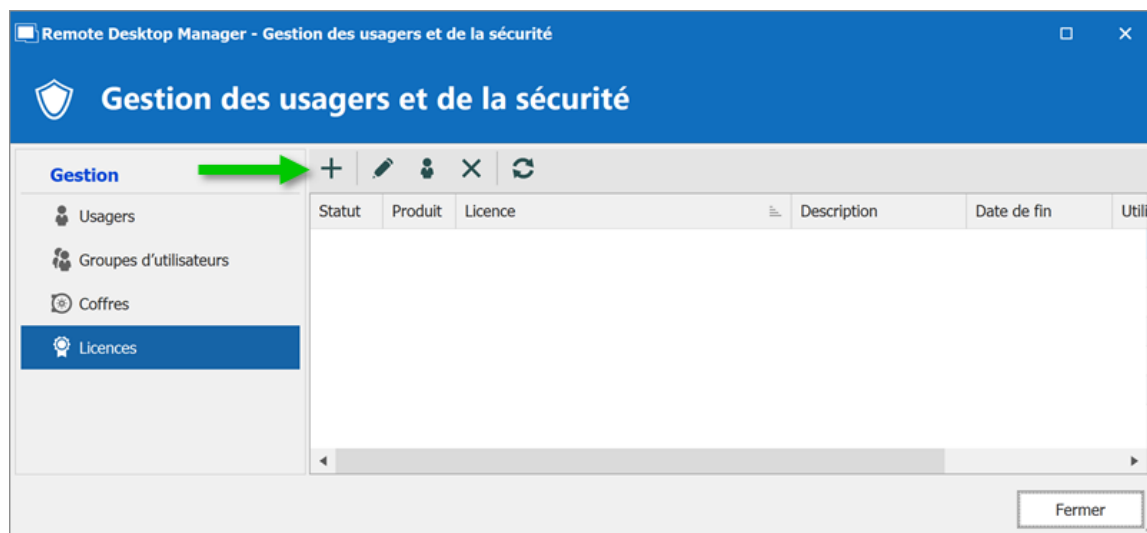 Remote Desktop Manager - Gestion des usagers et de la sécurité
Gestion des usagers et de la sécurité
Gestion
Usagers
Groupes d'utilisateurs
Coffres
Licences
Statut Produit Licence Description Date de fin Utili
Fermer